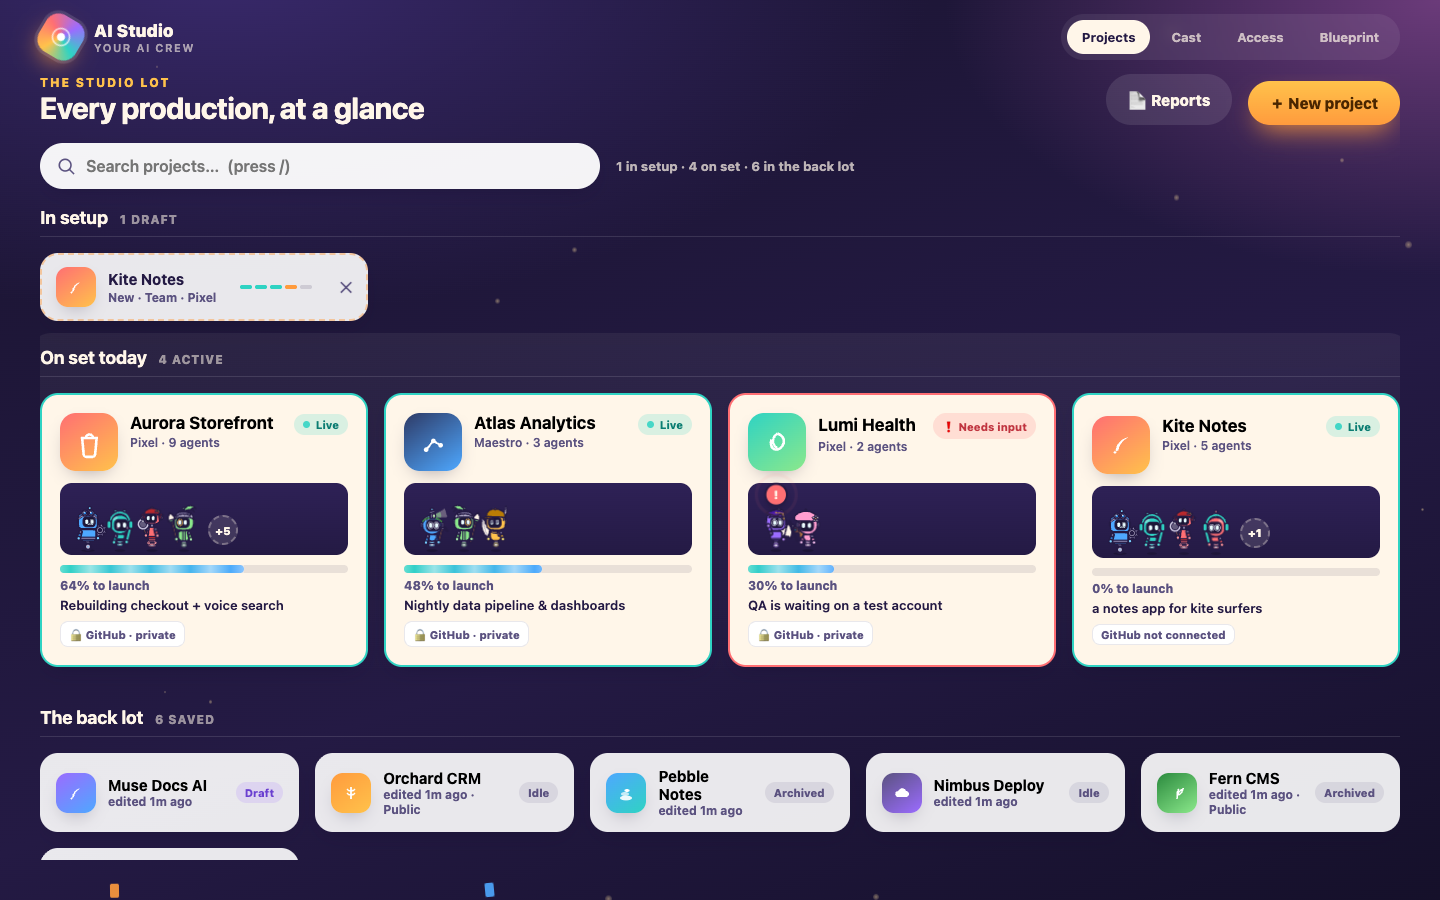 AI Studio
YOUR AI CREW
Projects
Cast
Access
Blueprint
THE STUDIO LOT
Every production, at a glance
Reports
+ New project
Search projects... (press /)
1 in setup · 4 on set · 6 in the back lot
In setup
1 DRAFT
Kite Notes
New · Team · Pixel
On set today
4 ACTIVE
Aurora Storefront
Pixel · 9 agents
Live
+5
64% to launch
Rebuilding checkout + voice search
GitHub · private
Atlas Analytics
Maestro · 3 agents
Live
48% to launch
Nightly data pipeline & dashboards
GitHub · private
Lumi Health
Pixel · 2 agents
! Needs input
!
30% to launch
QA is waiting on a test account
GitHub · private
Kite Notes
Pixel · 5 agents
Live
+1
0% to launch
a notes app for kite surfers
GitHub not connected
The back lot
6 SAVED
Muse Docs AI
edited 1m ago
Draft
Orchard CRM
edited 1m ago ·
Public
Idle
Pebble
Notes
edited 1m ago
Archived
Nimbus Deploy
edited 1m ago
Idle
Fern CMS
edited 1m ago ·
Public
Archived